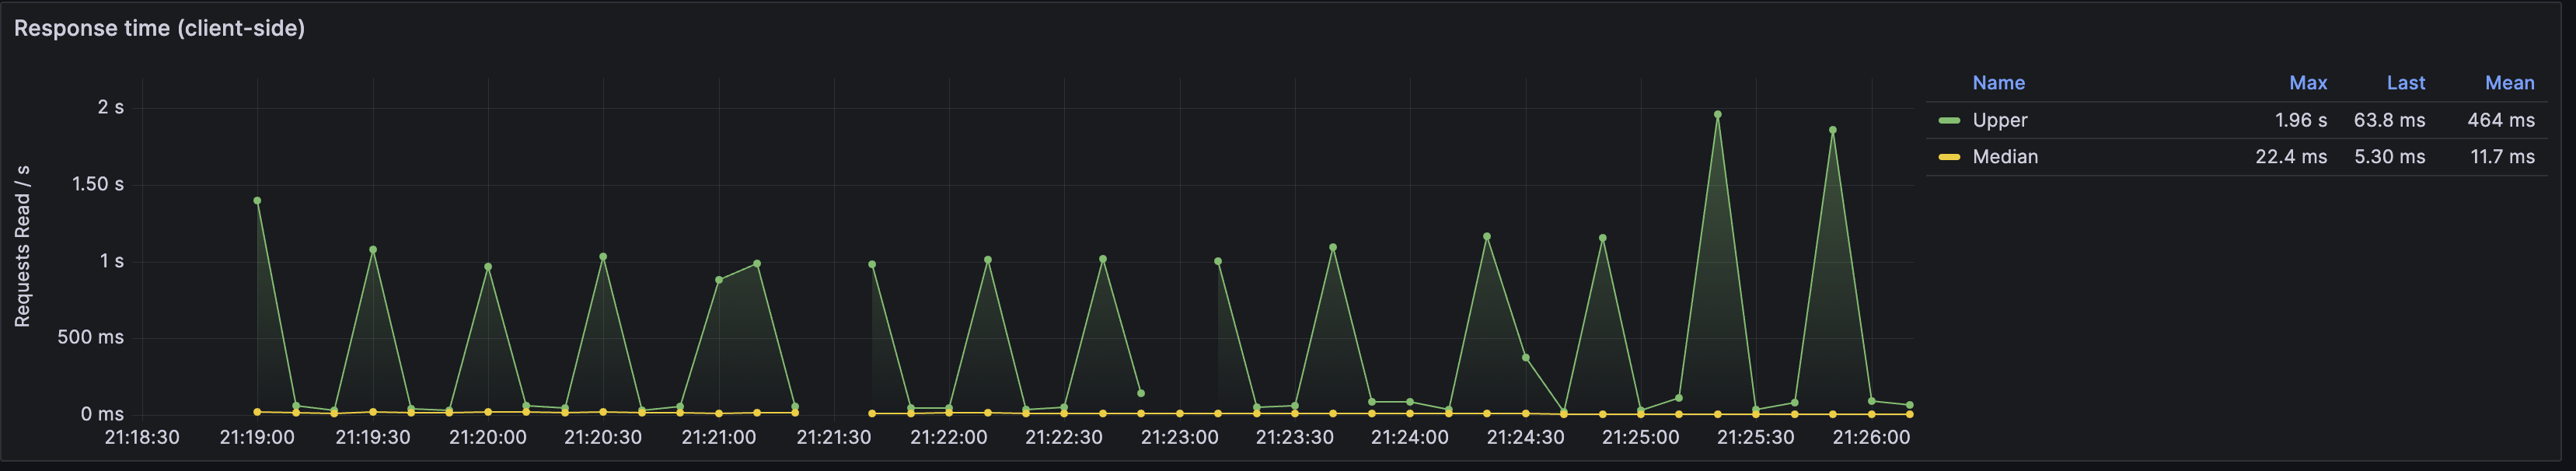 Response time (client-side)
Requests Read / s
2 s
1.50 s
1 s
500 ms
0 ms
21:18:30 21:19:00 21:19:30 21:20:00 21:20:30 21:21:00 21:21:30 21:22:00 21:22:30 21:23:00 21:23:30 21:24:00 21:24:30 21:25:00 21:25:30 21:26:00
Name Max Last Mean
Upper 1.96 s 63.8 ms 464 ms
Median 22.4 ms 5.30 ms 11.7 ms